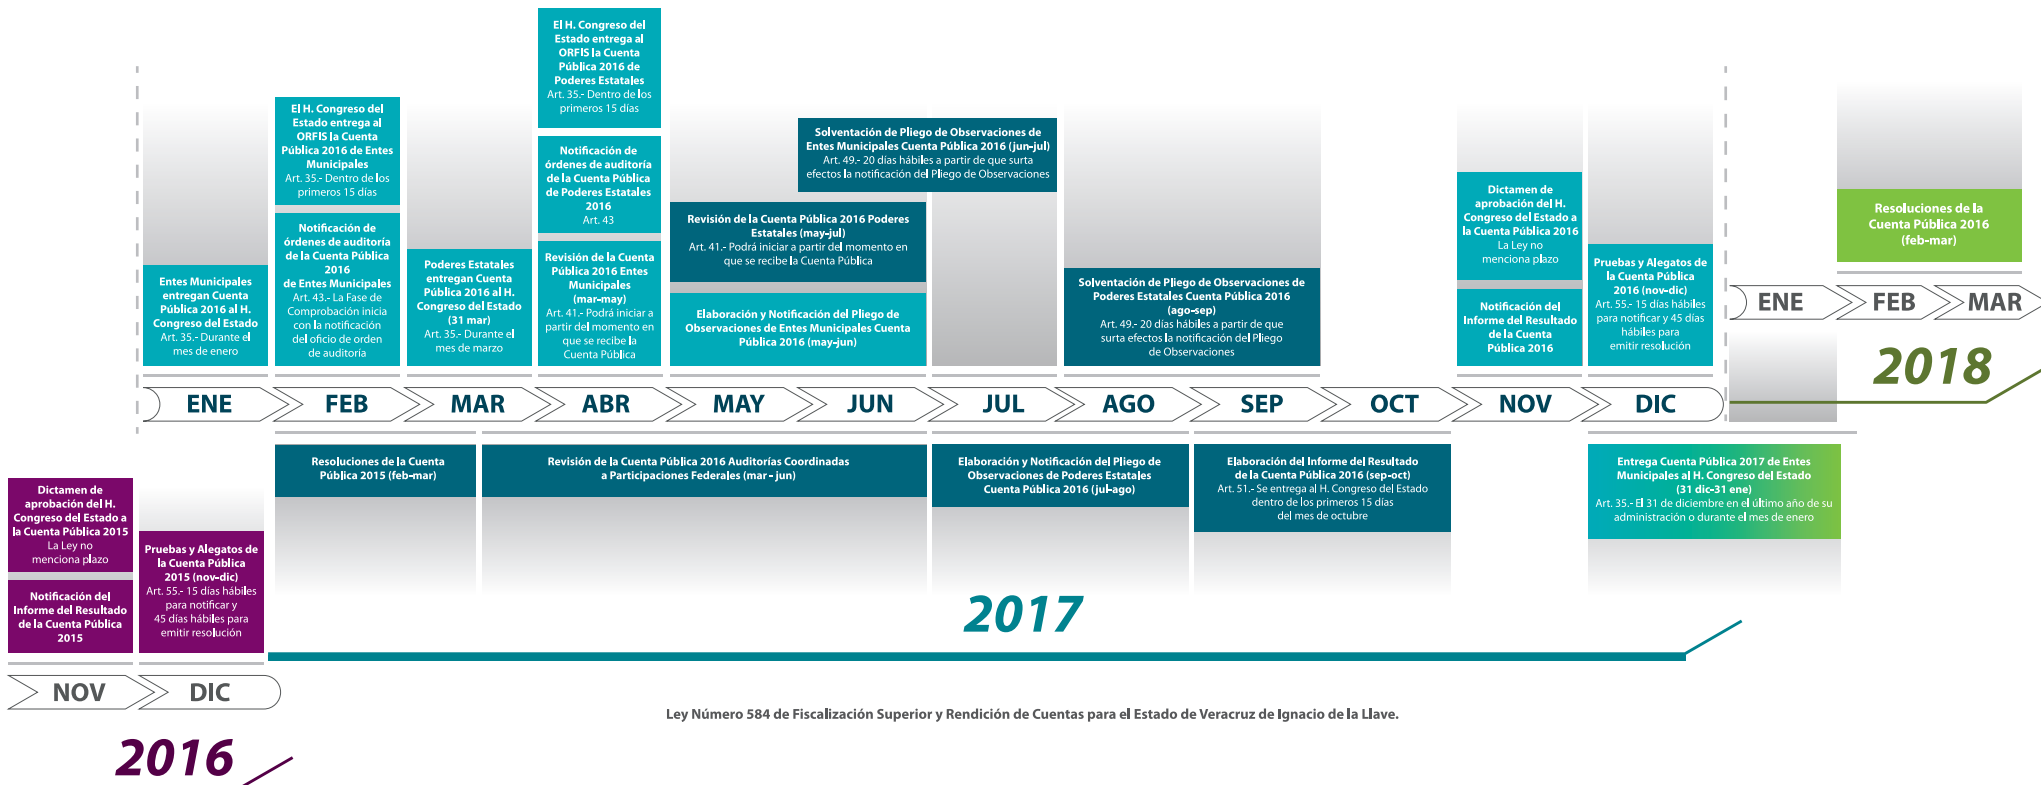 El H. Congreso del
Estado entrega al
ORFIS la Cuenta
Pública 2016 de
Poderes Estatales
Art. 35.- Dentro de los
primeros 15 días
El H. Congreso del
Estado entrega al
ORFIS la Cuenta
Pública 2016 de Entes
Municipales
Art. 35.- Dentro de los
primeros 15 días
Solventación de Pliego de Observaciones de
Entes Municipales Cuenta Pública 2016 (jun-jul)
Art. 49.- 20 días hábiles a partir de que surta
efectos la notificación del Pliego de Observaciones
Notificación de
órdenes de auditoría
de la Cuenta Pública
de Poderes Estatales
2016
Art. 43
Dictamen de
aprobación del H.
Congreso del Estado a
la Cuenta Pública 2016
La Ley no
menciona plazo
Resoluciones de la
Cuenta Pública 2016
(feb-mar)
Revisión de la Cuenta Pública 2016 Poderes
Estatales (may-jul)
Art. 41.- Podrá iniciar a partir del momento en
que se recibe la Cuenta Pública
Notificación de
órdenes de auditoría
de la Cuenta Pública
2016
de Entes Municipales
Art. 43.- La Fase de
Comprobación inicia
con la notificación
del oficio de orden
de auditoría
Entes Municipales
entregan Cuenta
Pública 2016 al H.
Congreso del Estado
Art. 35.- Durante el
mes de enero
Poderes Estatales
entregan Cuenta
Pública 2016 al H.
Congreso del Estado
(31 mar)
Art. 35.- Durante el
mes de marzo
Revisión de la Cuenta
Pública 2016 Entes
Municipales
(mar-may)
Art. 41.- Podrá iniciar a
partir del momento en
que se recibe la
Cuenta Pública
Elaboración y Notificación del Pliego de
Observaciones de Entes Municipales Cuenta
Pública 2016 (may-jun)
Solventación de Pliego de Observaciones de
Poderes Estatales Cuenta Pública 2016
(ago-sep)
Art. 49.- 20 días hábiles a partir de que
surta efectos la notificación del Pliego
de Observaciones
Notificación del
Informe del Resultado
de la Cuenta
Pública 2016
Pruebas y Alegatos de
la Cuenta Pública
2016 (nov-dic)
Art. 55.- 15 días hábiles
para notificar y 45 días
hábiles para
emitir resolución
ENE FEB MAR
2018
ENE FEB MAR ABR MAY JUN JUL AGO SEP OCT NOV DIC
Resoluciones de la Cuenta
Pública 2015 (feb-mar)
Revisión de la Cuenta Pública 2016 Auditorías Coordinadas
a Participaciones Federales (mar - jun)
Elaboración y Notificación del Pliego de
Observaciones de Poderes Estatales
Cuenta Pública 2016 (jul-ago)
Elaboración del Informe del Resultado
de la Cuenta Pública 2016 (sep-oct)
Art. 51.- Se entrega al H. Congreso del Estado
dentro de los primeros 15 días
del mes de octubre
Entrega Cuenta Pública 2017 de Entes
Municipales al H. Congreso del Estado
(31 dic-31 ene)
Art. 35.- El 31 de diciembre en el último año de su
administración o durante el mes de enero
Dictamen de
aprobación del H.
Congreso del Estado a
la Cuenta Pública 2015
La Ley no
menciona plazo
Notificación del
Informe del Resultado
de la Cuenta Pública
2015
Pruebas y Alegatos de
la Cuenta Pública
2015 (nov-dic)
Art. 55.- 15 días hábiles
para notificar y
45 días hábiles para
emitir resolución
2017
NOV DIC
Ley Número 584 de Fiscalización Superior y Rendición de Cuentas para el Estado de Veracruz de Ignacio de la Llave.
2016